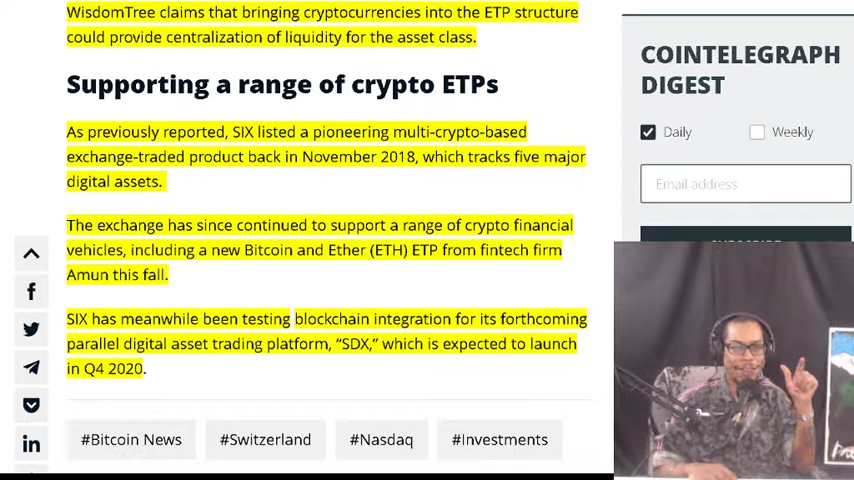 WisdomTree claims that bringing cryptocurrencies into the ETP structure
could provide centralization of liquidity for the asset class.
Supporting a range of crypto ETPs
As previously reported, SIX listed a pioneering multi-crypto-based
exchange-traded product back in November 2018, which tracks five major
digital assets.
The exchange has since continued to support a range of crypto financial
vehicles, including a new Bitcoin and Ether (ETH) ETP from fintech firm
Amun this fall.
SIX has meanwhile been testing blockchain integration for its forthcoming
parallel digital asset trading platform, “SDX,” which is expected to launch
in Q4 2020.
#Bitcoin News #Switzerland #Nasdaq #Investments
COINTELEGRAPH
DIGEST
Daily Weekly
Email address